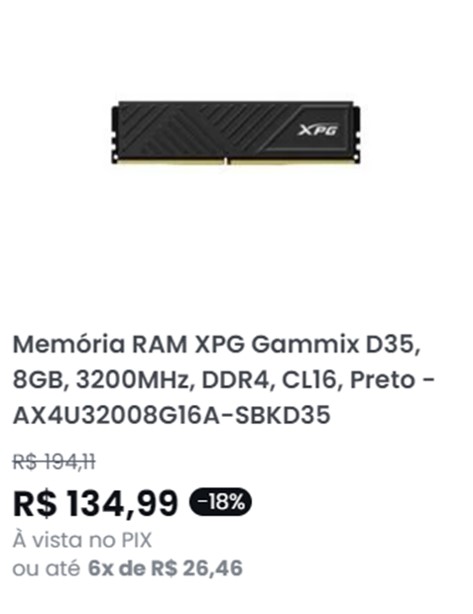 XPG
Memória RAM XPG Gammix D35,
8GB, 3200MHz, DDR4, CL16, Preto -
AX4U32008G16A-SBKD35
R$ 194,11
R$ 134,99 -18%
À vista no PIX
ou até 6x de R$ 26,46